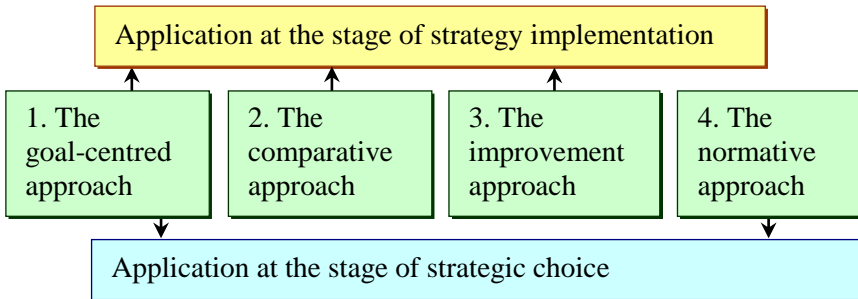 Application at the stage of strategy implementation
1. The
goal-centred
approach
2. The
comparative
approach
3. The
improvement
approach
4. The
normative
approach
Application at the stage of strategic choice